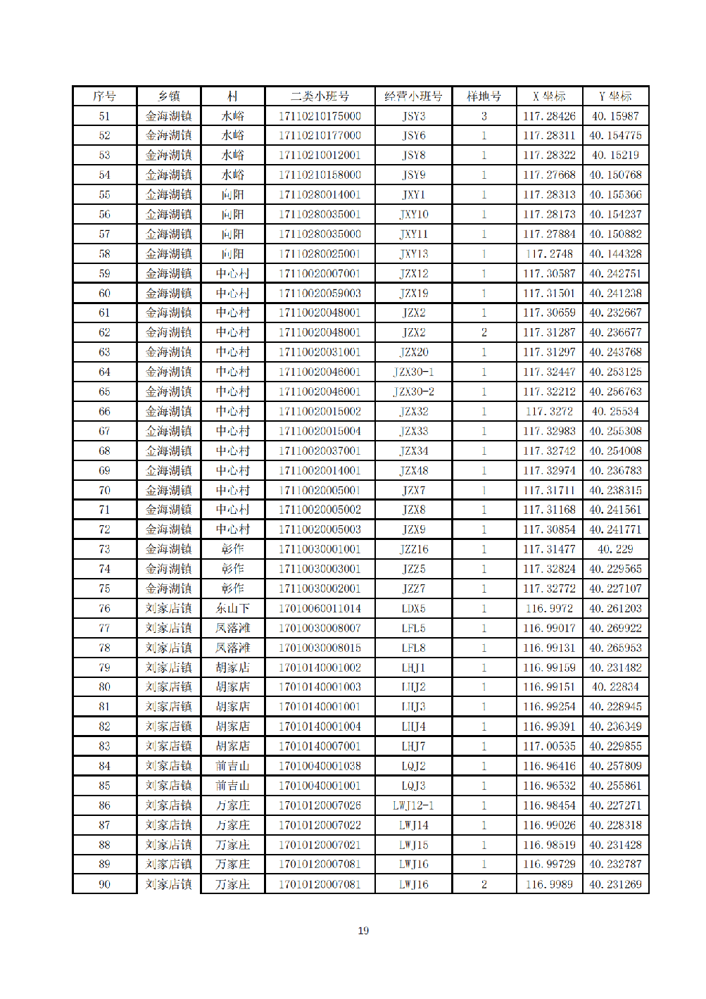 序号 乡镇 村 二类小班号 经营小班号 样地号 X 坐标 Y 坐标
51 金海湖镇 水峪 17110210175000 JSY3 3 117.28426 40.15987
52 金海湖镇 水峪 17110210177000 JSY6 1 117.28311 40.154775
53 金海湖镇 水峪 17110210012001 JSY8 1 117.28322 40.15219
54 金海湖镇 水峪 17110210158000 JSY9 1 117.27668 40.150768
55 金海湖镇 向阳 17110280014001 JXY1 1 117.28313 40.155366
56 金海湖镇 向阳 17110280035001 JXY10 1 117.28173 40.154237
57 金海湖镇 向阳 17110280035000 JXY11 1 117.27884 40.150882
58 金海湖镇 向阳 17110280025001 JXY13 1 117.2748 40.144328
59 金海湖镇 中心村 17110020007001 JZX12 1 117.30587 40.242751
60 金海湖镇 中心村 17110020059003 JZX19 1 117.31501 40.241238
61 金海湖镇 中心村 17110020048001 JZX2 1 117.30659 40.232667
62 金海湖镇 中心村 17110020048001 JZX2 2 117.31287 40.236677
63 金海湖镇 中心村 17110020031001 JZX20 1 117.31297 40.243768
64 金海湖镇 中心村 17110020046001 JZX30-1 1 117.32447 40.253125
65 金海湖镇 中心村 17110020046001 JZX30-2 1 117.32212 40.256763
66 金海湖镇 中心村 17110020015002 JZX32 1 117.3272 40.25534
67 金海湖镇 中心村 17110020015004 JZX33 1 117.32983 40.255308
68 金海湖镇 中心村 17110020037001 JZX34 1 117.32742 40.254008
69 金海湖镇 中心村 17110020014001 JZX48 1 117.32974 40.236783
70 金海湖镇 中心村 17110020005001 JZX7 1 117.31711 40.238315
71 金海湖镇 中心村 17110020005002 JZX8 1 117.31168 40.241561
72 金海湖镇 中心村 17110020005003 JZX9 1 117.30854 40.241771
73 金海湖镇 彰作 17110030001001 JZZ16 1 117.31477 40.229
74 金海湖镇 彰作 17110030003001 JZZ5 1 117.32824 40.229565
75 金海湖镇 彰作 17110030002001 JZZ7 1 117.32772 40.227107
76 刘家店镇 东山下 17010060011014 LDX5 1 116.9972 40.261203
77 刘家店镇 凤落滩 17010030008007 LFL5 1 116.99017 40.269922
78 刘家店镇 凤落滩 17010030008015 LFL8 1 116.99131 40.265953
79 刘家店镇 胡家店 17010140001002 LHJ1 1 116.99159 40.231482
80 刘家店镇 胡家店 17010140001003 LHJ2 1 116.99151 40.22834
81 刘家店镇 胡家店 17010140001001 LHJ3 1 116.99254 40.228945
82 刘家店镇 胡家店 17010140001004 LHJ4 1 116.99391 40.236349
83 刘家店镇 胡家店 17010140007001 LHJ7 1 117.00535 40.229855
84 刘家店镇 前吉山 17010040001038 LQJ2 1 116.96416 40.257809
85 刘家店镇 前吉山 17010040001001 LQJ3 1 116.96532 40.255861
86 刘家店镇 万家庄 17010120007026 LWJ12-1 1 116.98454 40.227271
87 刘家店镇 万家庄 17010120007022 LWJ14 1 116.99026 40.228318
88 刘家店镇 万家庄 17010120007021 LWJ15 1 116.98519 40.231428
89 刘家店镇 万家庄 17010120007081 LWJ16 1 116.99729 40.232787
90 刘家店镇 万家庄 17010120007081 LWJ16 2 116.9989 40.231269
19